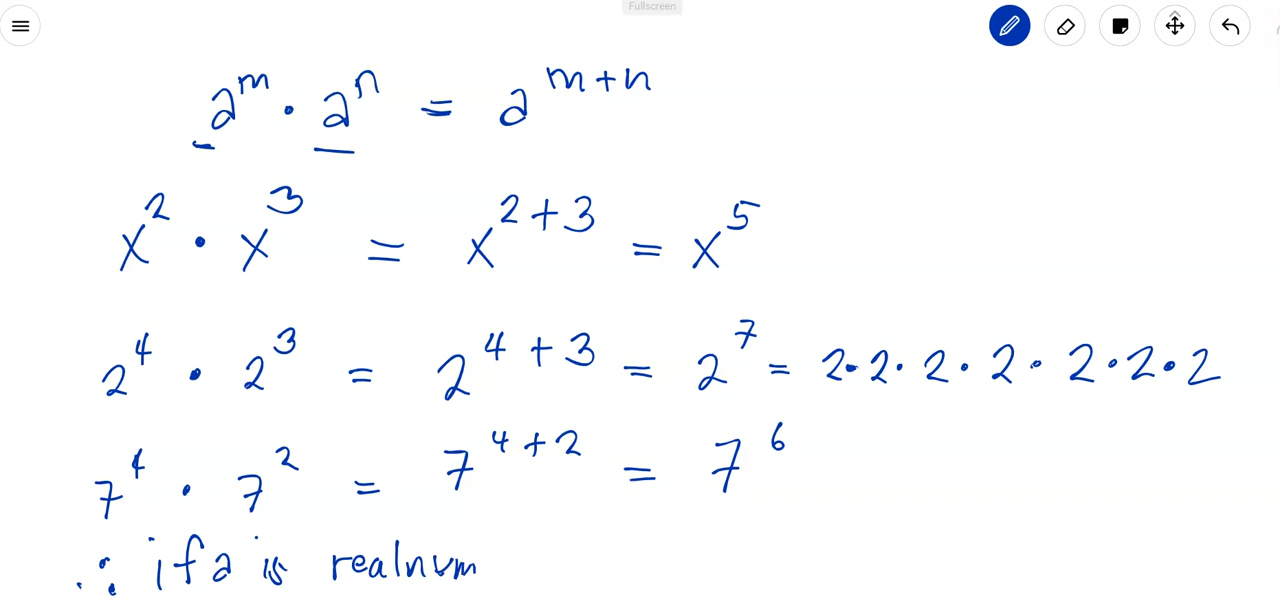 Fullscreen
a^m · a^n = a^{m+n}
x^2 · x^3 = x^{2+3} = x^5
2^4 · 2^3 = 2^{4+3} = 2^7 = 2·2·2·2·2·2·2
7^4 · 7^2 = 7^{4+2} = 7^6
∴ if a is realnum